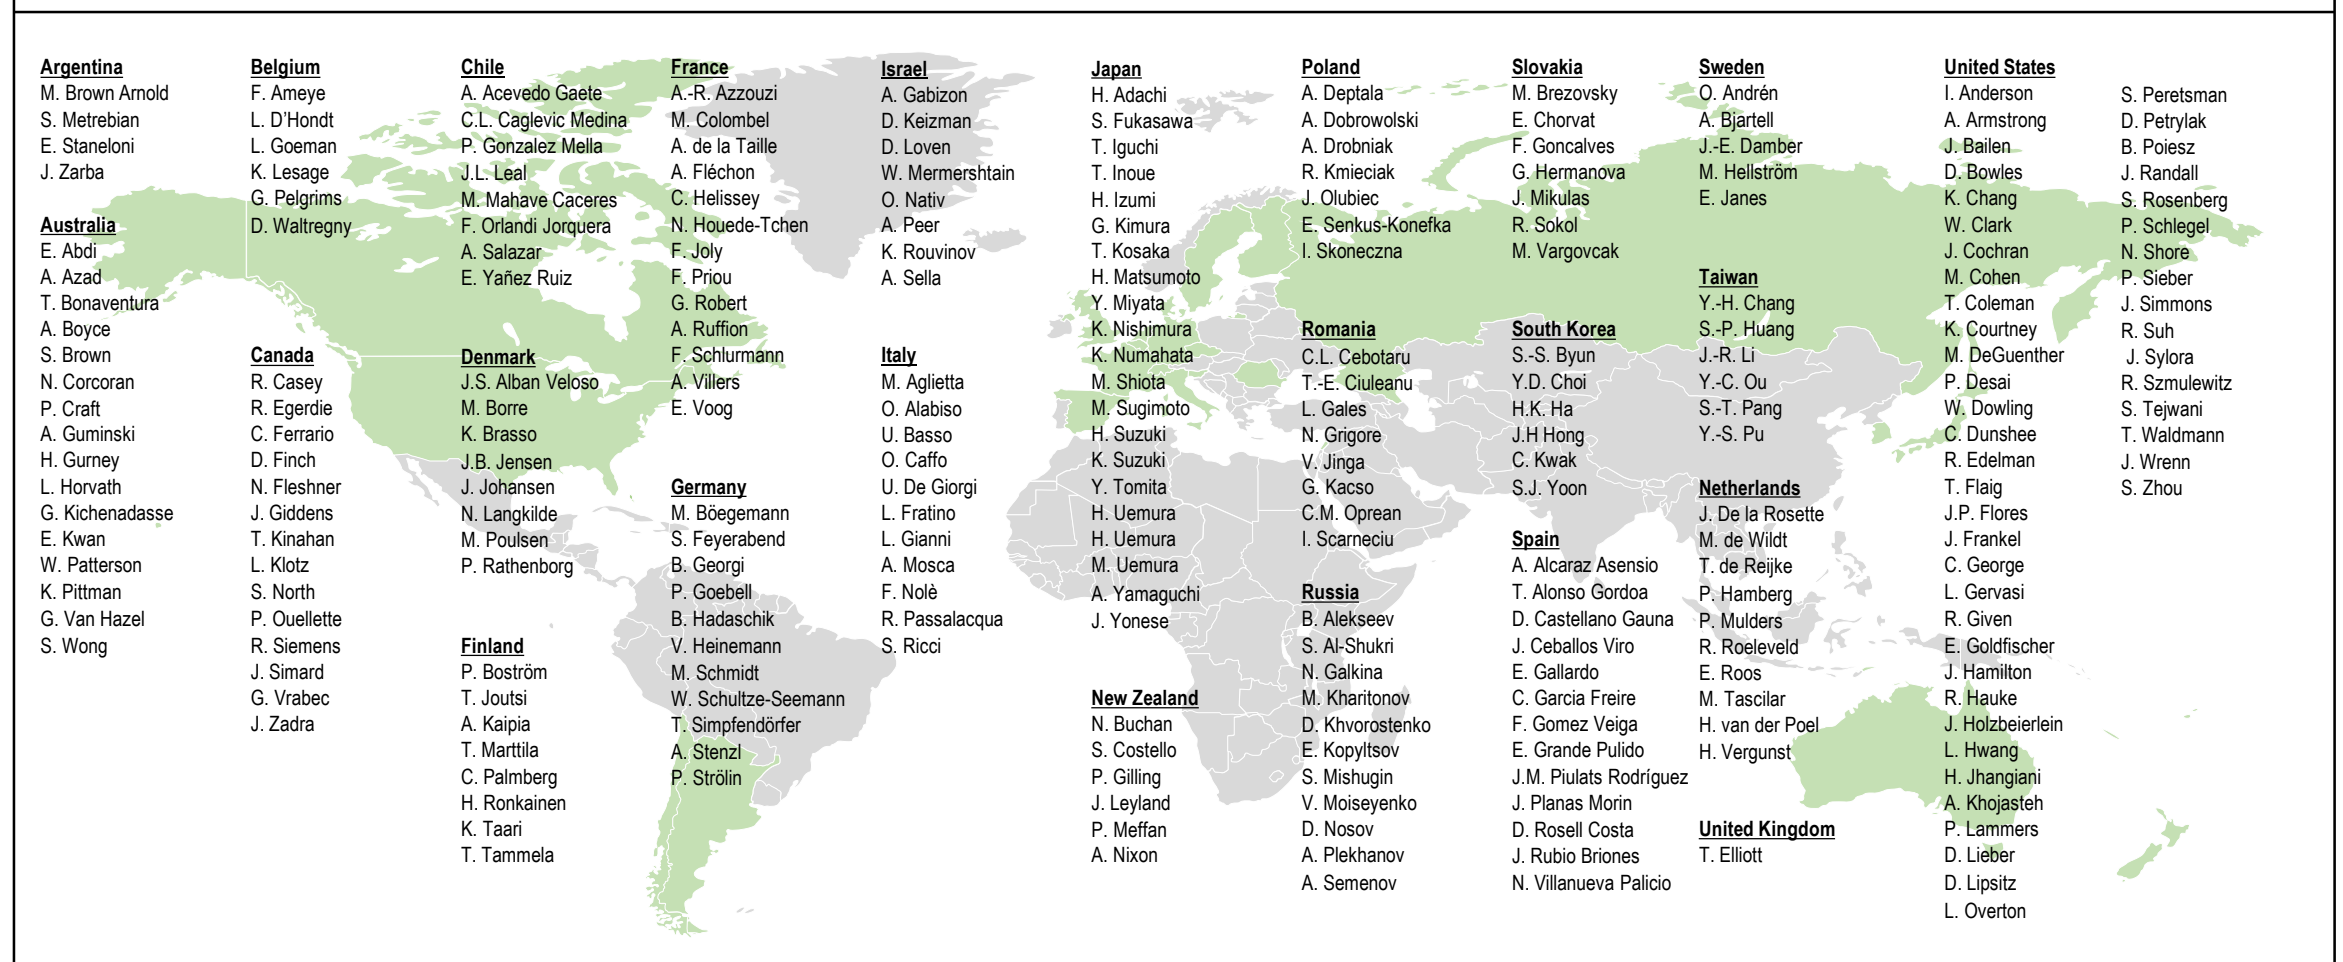 Argentina
M. Brown Arnold
S. Metrebian
E. Staneloni
J. Zarba
Australia
E. Abdi
A. Azad
T. Bonaventura
A. Boyce
S. Brown
N. Corcoran
P. Craft
A. Guminski
H. Gurney
L. Horvath
G. Kichenadasse
E. Kwan
W. Patterson
K. Pittman
G. Van Hazel
S. Wong
Belgium
F. Ameye
L. D'Hondt
L. Goeman
K. Lesage
G. Pelgrims
D. Waltregny
Canada
R. Casey
R. Egerdie
C. Ferrario
D. Finch
N. Fleshner
J. Giddens
T. Kinahan
L. Klotz
S. North
P. Ouellette
R. Siemens
J. Simard
G. Vrabec
J. Zadra
Chile
A. Acevedo Gaete
C.L. Caglevic Medina
P. Gonzalez Mella
J.L. Leal
M. Mahave Caceres
F. Orlandi Jorquera
A. Salazar
E. Yañez Ruiz
Denmark
J.S. Alban Veloso
M. Borre
K. Brasso
J.B. Jensen
J. Johansen
N. Langkilde
M. Poulsen
P. Rathenborg
Finland
P. Boström
T. Joutsi
A. Kaipia
T. Marttila
C. Palmberg
H. Ronkainen
K. Taari
T. Tammela
France
A.-R. Azzouzi
M. Colombel
A. de la Taille
A. Fléchon
C. Helissey
N. Houede-Tchen
F. Joly
F. Priou
G. Robert
A. Ruffion
F. Schlurmann
A. Villers
E. Voog
Germany
M. Böegemann
S. Feyerabend
B. Georgi
P. Goebell
B. Hadaschik
V. Heinemann
M. Schmidt
W. Schultze-Seemann
T. Simpfendörfer
A. Stenzl
P. Strölin
Israel
A. Gabizon
D. Keizman
D. Loven
W. Mermershtain
O. Nativ
A. Peer
K. Rouvinov
A. Sella
Italy
M. Aglietta
O. Alabiso
U. Basso
O. Caffo
U. De Giorgi
L. Fratino
L. Gianni
A. Mosca
F. Nolè
R. Passalacqua
S. Ricci
Japan
H. Adachi
S. Fukasawa
T. Iguchi
T. Inoue
H. Izumi
G. Kimura
T. Kosaka
H. Matsumoto
Y. Miyata
K. Nishimura
K. Numahata
M. Shiota
M. Sugimoto
H. Suzuki
K. Suzuki
Y. Tomita
H. Uemura
H. Uemura
M. Uemura
A. Yamaguchi
J. Yonese
New Zealand
N. Buchan
S. Costello
P. Gilling
J. Leyland
P. Meffan
A. Nixon
Poland
A. Deptala
A. Dobrowolski
A. Drobniak
R. Kmieciak
J. Olubiec
E. Senkus-Konefka
I. Skoneczna
Romania
C.L. Cebotaru
T.-E. Ciuleanu
L. Gales
N. Grigore
V. Jinga
G. Kacso
C.M. Oprean
I. Scarneciu
Russia
B. Alekseev
S. Al-Shukri
N. Galkina
M. Kharitonov
D. Khvorostenko
E. Kopyltsov
S. Mishugin
V. Moiseyenko
D. Nosov
A. Plekhanov
A. Semenov
Slovakia
M. Brezovsky
E. Chorvat
F. Goncalves
G. Hermanova
J. Mikulas
R. Sokol
M. Vargovcak
South Korea
S.-S. Byun
Y.D. Choi
H.K. Ha
J.H Hong
C. Kwak
S.J. Yoon
Spain
A. Alcaraz Asensio
T. Alonso Gordoa
D. Castellano Gauna
J. Ceballos Viro
E. Gallardo
C. Garcia Freire
F. Gomez Veiga
E. Grande Pulido
J.M. Piulats Rodríguez
J. Planas Morin
D. Rosell Costa
J. Rubio Briones
N. Villanueva Palicio
Sweden
O. Andrén
A. Bjartell
J.-E. Damber
M. Hellström
E. Janes
Taiwan
Y.-H. Chang
S.-P. Huang
J.-R. Li
Y.-C. Ou
S.-T. Pang
Y.-S. Pu
Netherlands
J. De la Rosette
M. de Wildt
T. de Reijke
P. Hamberg
P. Mulders
R. Roeleveld
E. Roos
M. Tascilar
H. van der Poel
H. Vergunst
United Kingdom
T. Elliott
United States
I. Anderson
A. Armstrong
J. Bailen
D. Bowles
K. Chang
W. Clark
J. Cochran
M. Cohen
T. Coleman
K. Courtney
M. DeGuenther
P. Desai
W. Dowling
C. Dunshee
R. Edelman
T. Flaig
J.P. Flores
J. Frankel
C. George
L. Gervasi
R. Given
E. Goldfischer
J. Hamilton
R. Hauke
J. Holzbeierlein
L. Hwang
H. Jhangiani
A. Khojasteh
P. Lammers
D. Lieber
D. Lipsitz
L. Overton
S. Peretsman
D. Petrylak
B. Poiesz
J. Randall
S. Rosenberg
P. Schlegel
N. Shore
P. Sieber
J. Simmons
R. Suh
J. Sylora
R. Szmulewitz
S. Tejwani
T. Waldmann
J. Wrenn
S. Zhou